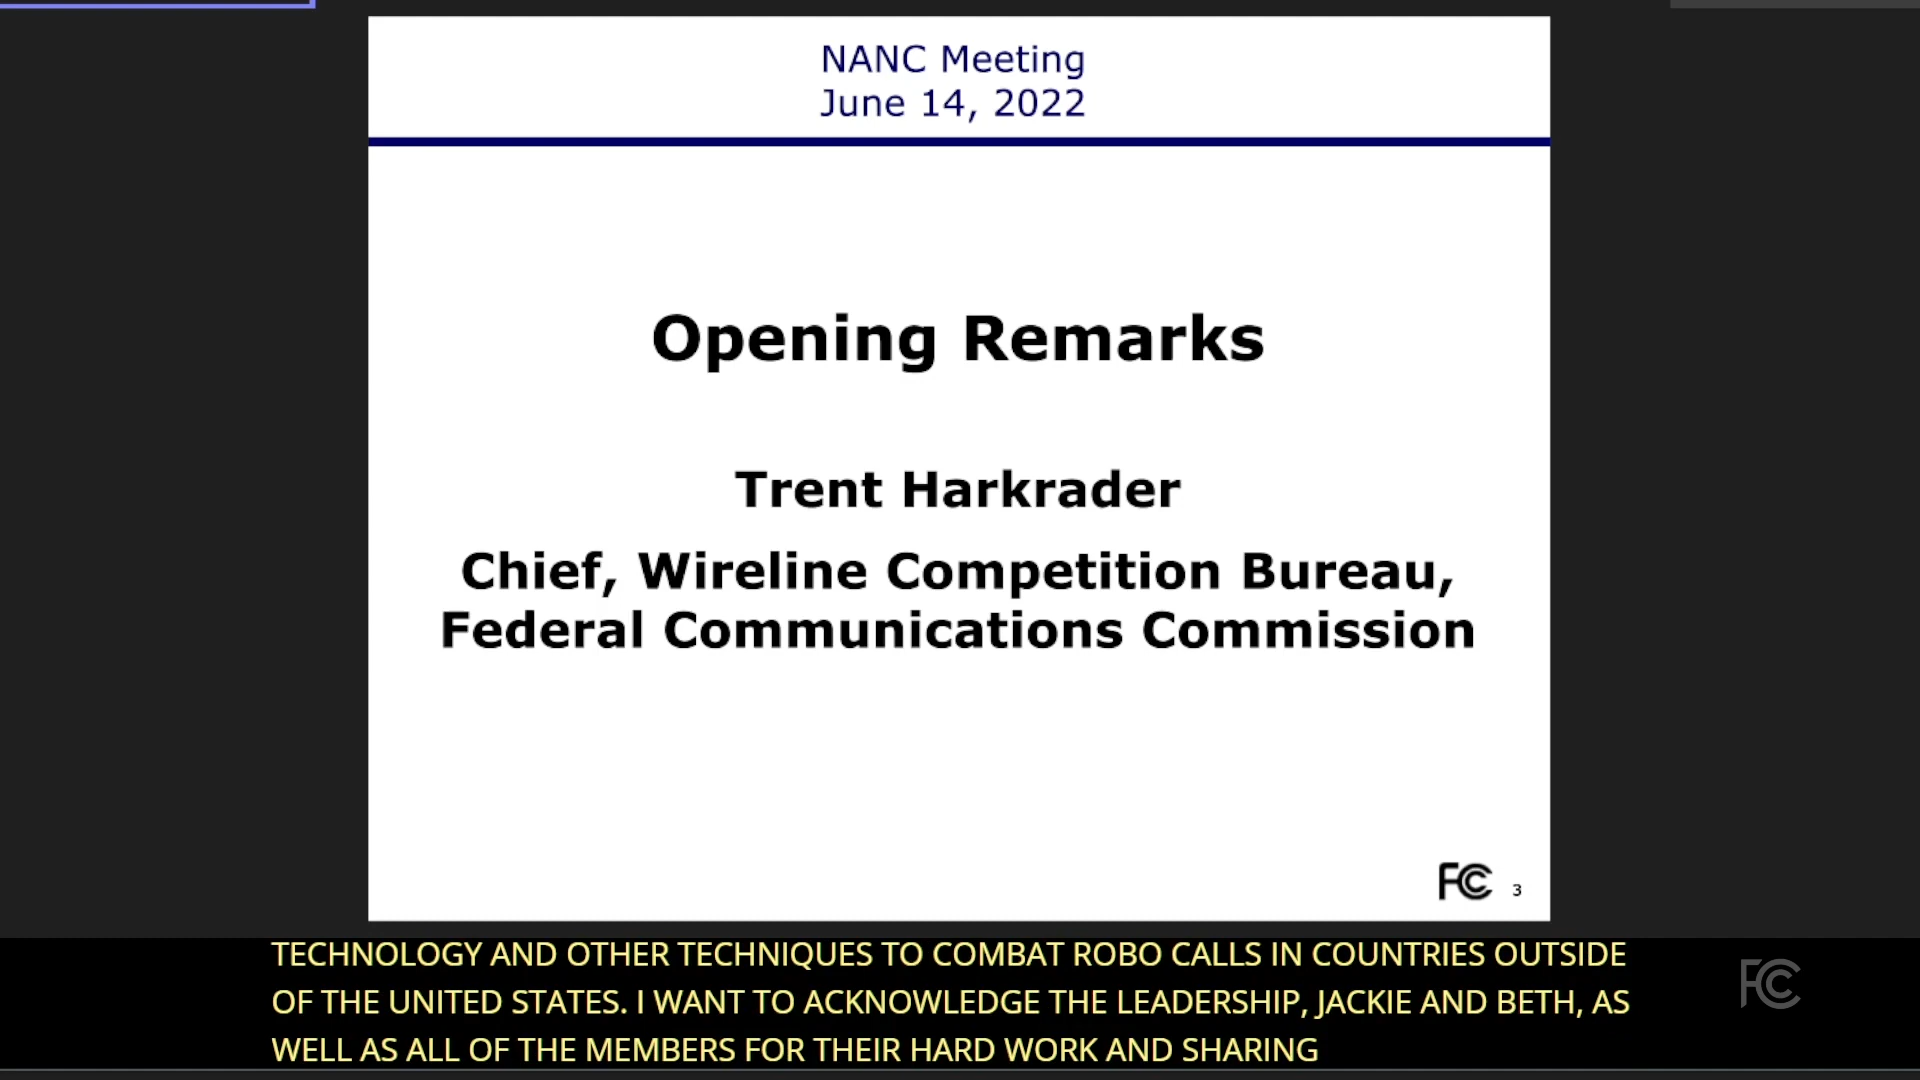 NANC Meeting
June 14, 2022
Opening Remarks
Trent Harkrader
Chief, Wireline Competition Bureau,
Federal Communications Commission
FCC 3
TECHNOLOGY AND OTHER TECHNIQUES TO COMBAT ROBO CALLS IN COUNTRIES OUTSIDE
OF THE UNITED STATES. I WANT TO ACKNOWLEDGE THE LEADERSHIP, JACKIE AND BETH, AS
WELL AS ALL OF THE MEMBERS FOR THEIR HARD WORK AND SHARING
FCC